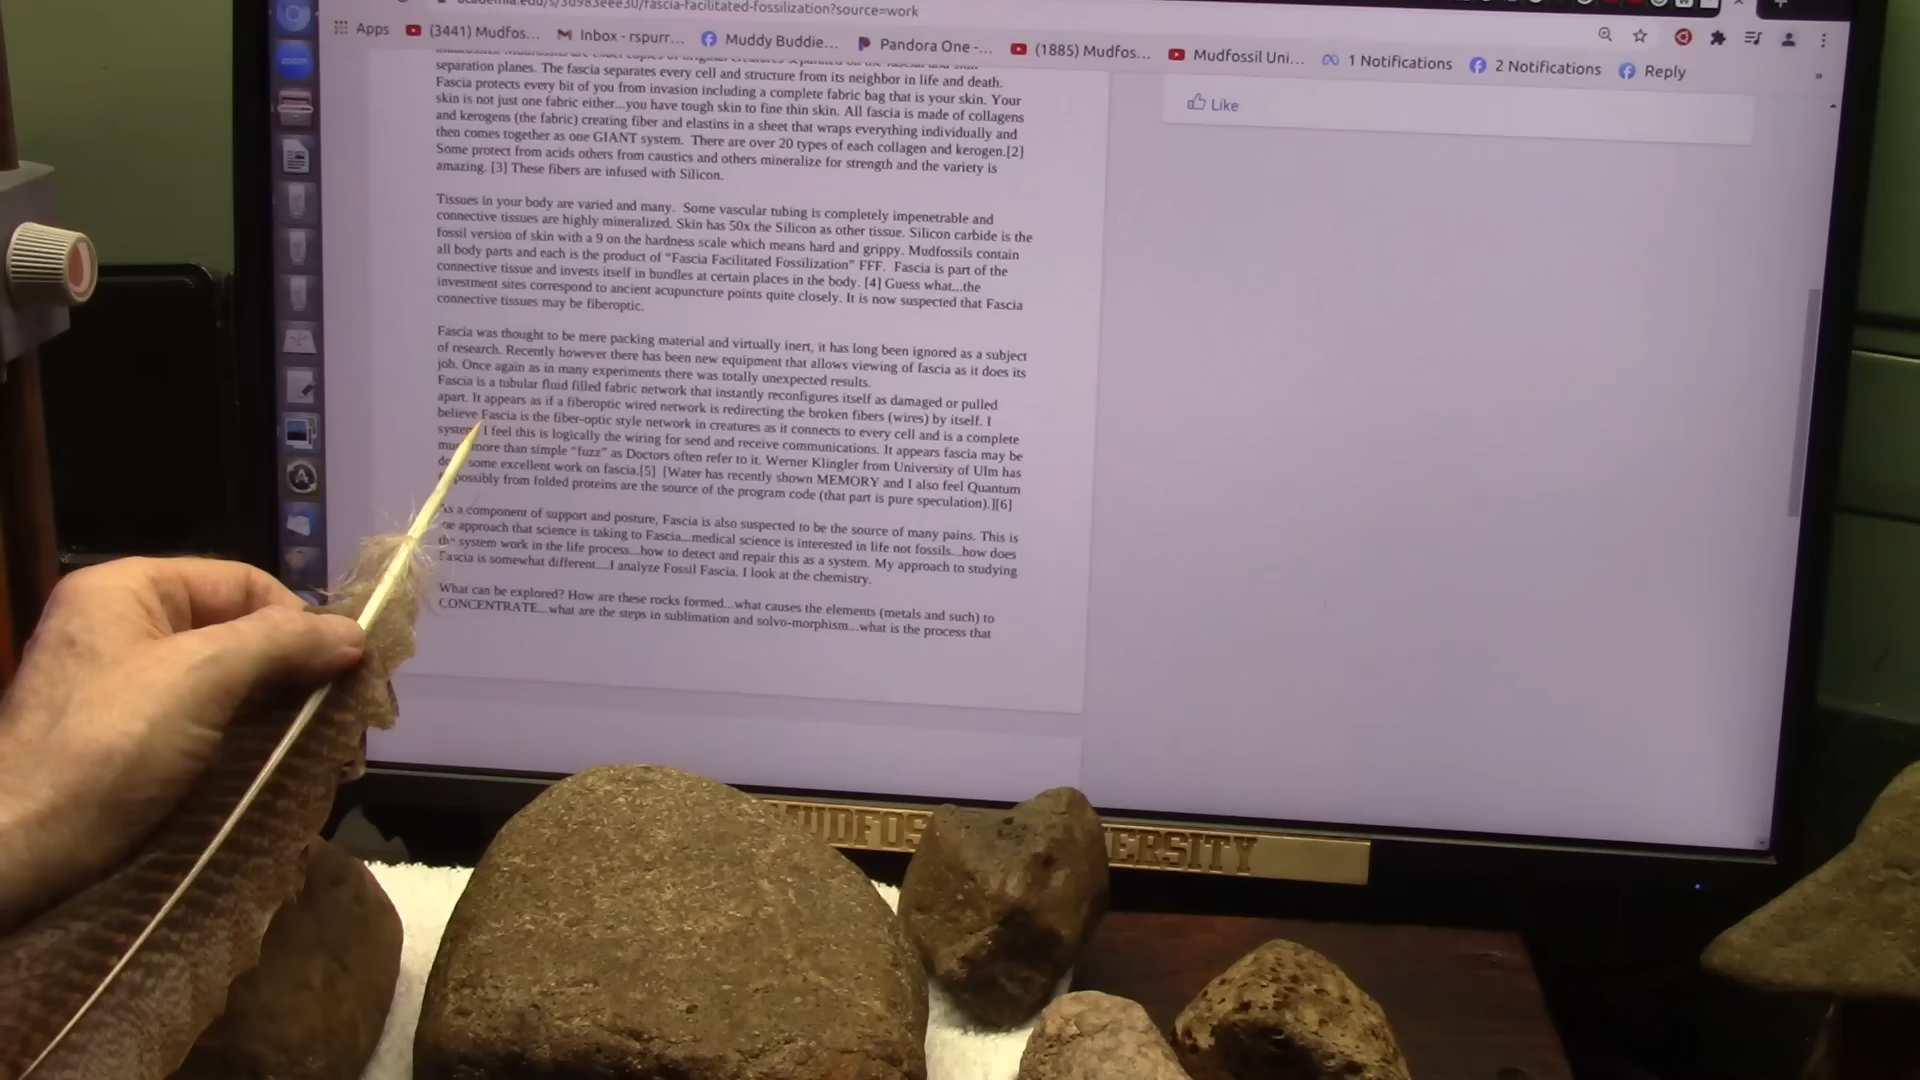 academia.edu/s/3d983eee30/fascia-facilitated-fossilization?source=work
Apps (3441) Mudfos... Inbox - rspurr... Muddy Buddie... Pandora One -... (1885) Mudfos... Mudfossil Uni... 1 Notifications 2 Notifications Reply »
Like
zoom
separation planes. The fascia separates every cell and structure from its neighbor in life and death.
Fascia protects every bit of you from invasion including a complete fabric bag that is your skin. Your
skin is not just one fabric either...you have tough skin to fine thin skin. All fascia is made of collagens
and kerogens (the fabric) creating fiber and elastins in a sheet that wraps everything individually and
then comes together as one GIANT system. There are over 20 types of each collagen and kerogen.[2]
Some protect from acids others from caustics and others mineralize for strength and the variety is
amazing. [3] These fibers are infused with Silicon.
Tissues in your body are varied and many. Some vascular tubing is completely impenetrable and
connective tissues are highly mineralized. Skin has 50x the Silicon as other tissue. Silicon carbide is the
fossil version of skin with a 9 on the hardness scale which means hard and grippy. Mudfossils contain
all body parts and each is the product of “Fascia Facilitated Fossilization” FFF. Fascia is part of the
connective tissue and invests itself in bundles at certain places in the body. [4] Guess what...the
investment sites correspond to ancient acupuncture points quite closely. It is now suspected that Fascia
connective tissues may be fiberoptic.
Fascia was thought to be mere packing material and virtually inert, it has long been ignored as a subject
of research. Recently however there has been new equipment that allows viewing of fascia as it does its
job. Once again as in many experiments there was totally unexpected results.
Fascia is a tubular fluid filled fabric network that instantly reconfigures itself as damaged or pulled
apart. It appears as if a fiberoptic wired network is redirecting the broken fibers (wires) by itself. I
believe Fascia is the fiber-optic style network in creatures as it connects to every cell and is a complete
syste I feel this is logically the wiring for send and receive communications. It appears fascia may be
mu more than simple “fuzz” as Doctors often refer to it. Werner Klingler from University of Ulm has
do some excellent work on fascia.[5] [Water has recently shown MEMORY and I also feel Quantum
possibly from folded proteins are the source of the program code (that part is pure speculation).][6]
As a component of support and posture, Fascia is also suspected to be the source of many pains. This is
the approach that science is taking to Fascia...medical science is interested in life not fossils...how does
the system work in the life process...how to detect and repair this as a system. My approach to studying
Fascia is somewhat different....I analyze Fossil Fascia. I look at the chemistry.
What can be explored? How are these rocks formed...what causes the elements (metals and such) to
CONCENTRATE...what are the steps in sublimation and solvo-morphism...what is the process that
MUDFOS ERSITY